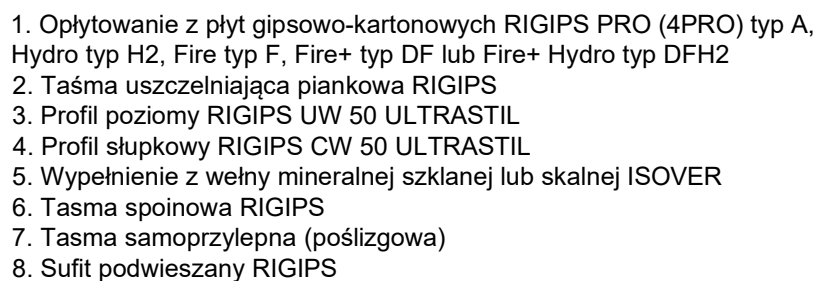 1. Opłytowanie z płyt gipsowo-kartonowych RIGIPS PRO (4PRO) typ A,
Hydro typ H2, Fire typ F, Fire+ typ DF lub Fire+ Hydro typ DFH2
2. Taśma uszczelniająca piankowa RIGIPS
3. Profil poziomy RIGIPS UW 50 ULTRASTIL
4. Profil słupkowy RIGIPS CW 50 ULTRASTIL
5. Wypełnienie z wełny mineralnej szklanej lub skalnej ISOVER
6. Tasma spoinowa RIGIPS
7. Tasma samoprzylepna (poślizgowa)
8. Sufit podwieszany RIGIPS